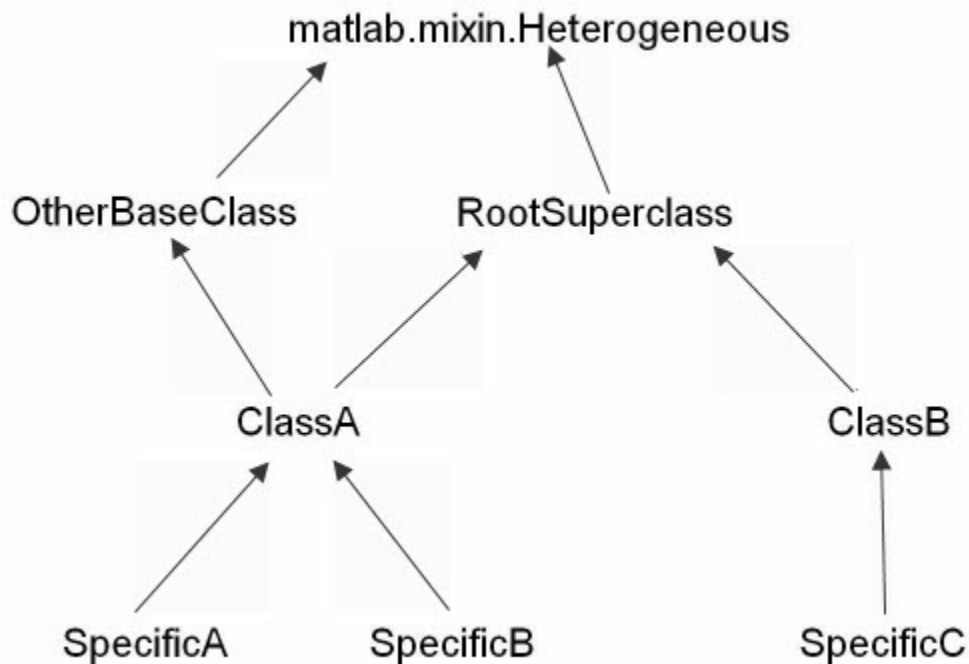 matlab.mixin.Heterogeneous
OtherBaseClass
RootSuperclass
ClassA
ClassB
SpecificA
SpecificB
SpecificC